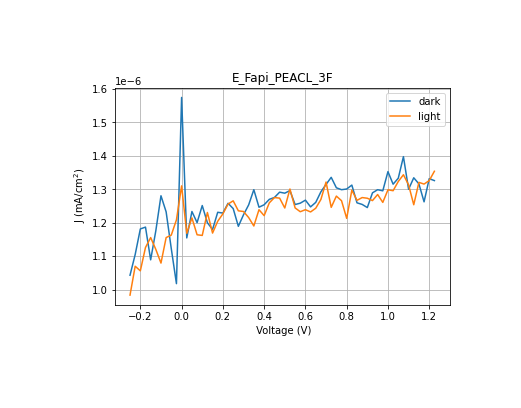 E_Fapi_PEACL_3F
1e−6
1.6
1.5
1.4
1.3
1.2
1.1
1.0
J (mA/cm²)
dark
light
−0.2 0.0 0.2 0.4 0.6 0.8 1.0 1.2
Voltage (V)